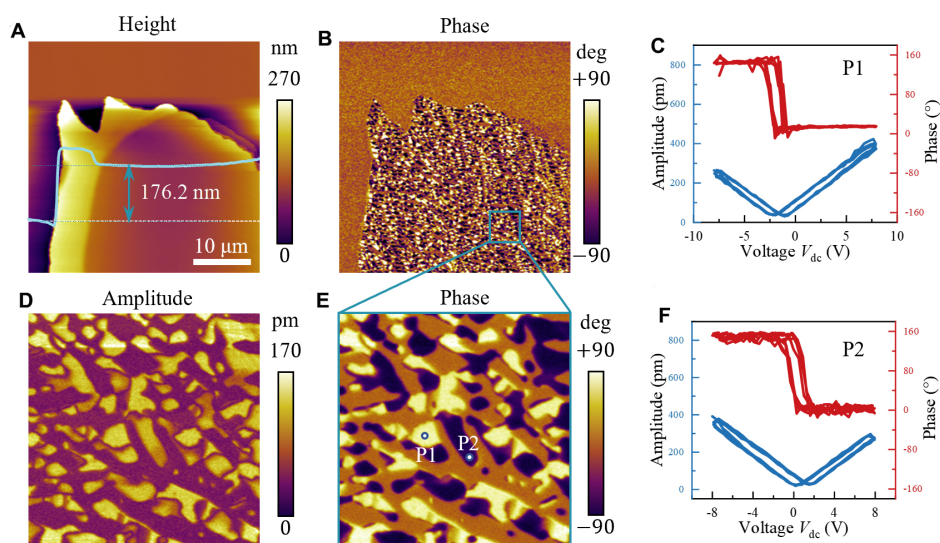 A
Height
nm
270
0
176.2 nm
10 μm
B
Phase
deg
+90
−90
C
P1
Amplitude (pm)
800
600
400
200
0
-10
-5
0
5
10
Voltage Vdc (V)
160
80
0
-80
-160
Phase (°)
D
Amplitude
pm
170
0
E
Phase
deg
+90
−90
P1
P2
F
P2
Amplitude (pm)
800
600
400
200
0
-8
-4
0
4
8
Voltage Vdc (V)
160
80
0
-80
-160
Phase (°)